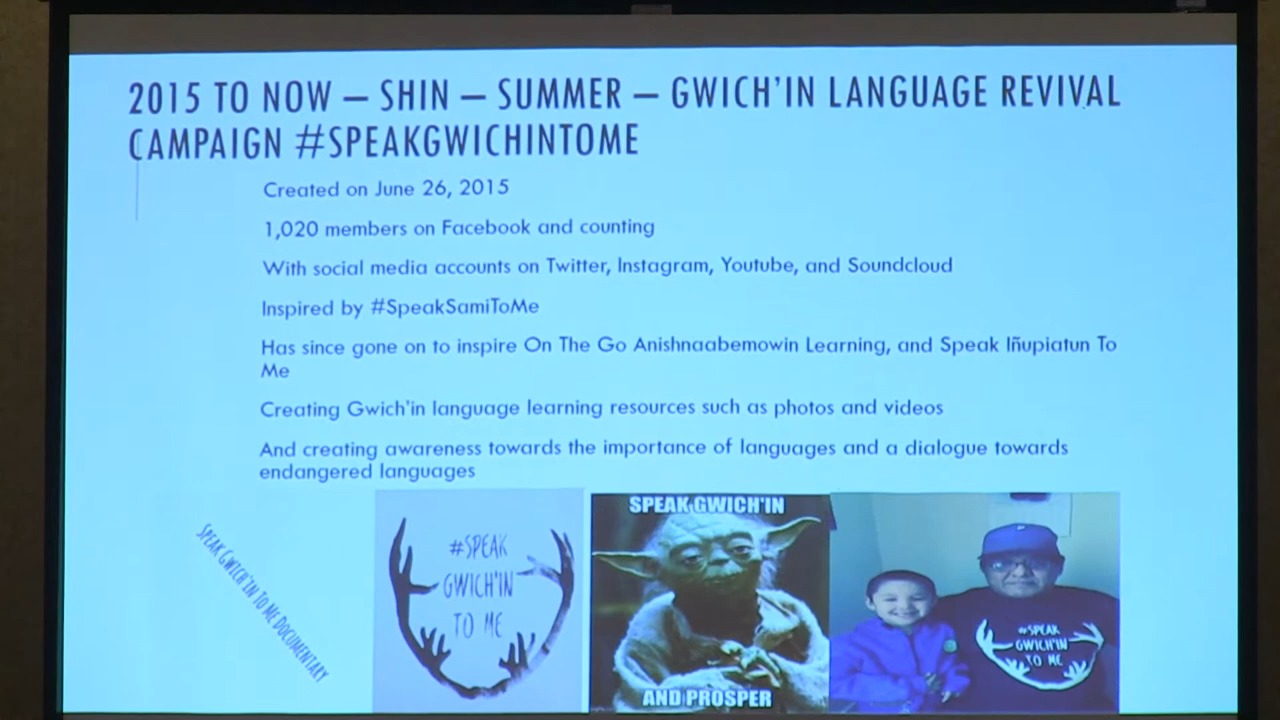 2015 TO NOW – SHIN – SUMMER – GWICH'IN LANGUAGE REVIVAL
CAMPAIGN #SPEAKGWICHINTOME
Created on June 26, 2015
1,020 members on Facebook and counting
With social media accounts on Twitter, Instagram, Youtube, and Soundcloud
Inspired by #SpeakSamiToMe
Has since gone on to inspire On The Go Anishnaabemowin Learning, and Speak Iñupiatun To
Me
Creating Gwich'in language learning resources such as photos and videos
And creating awareness towards the importance of languages and a dialogue towards
endangered languages
SPEAK GWICH'IN TO ME DOCUMENTARY
#SPEAK
GWICH'IN
TO ME
SPEAK GWICH'IN
AND PROSPER
#SPEAK
GWICH'IN
TO ME